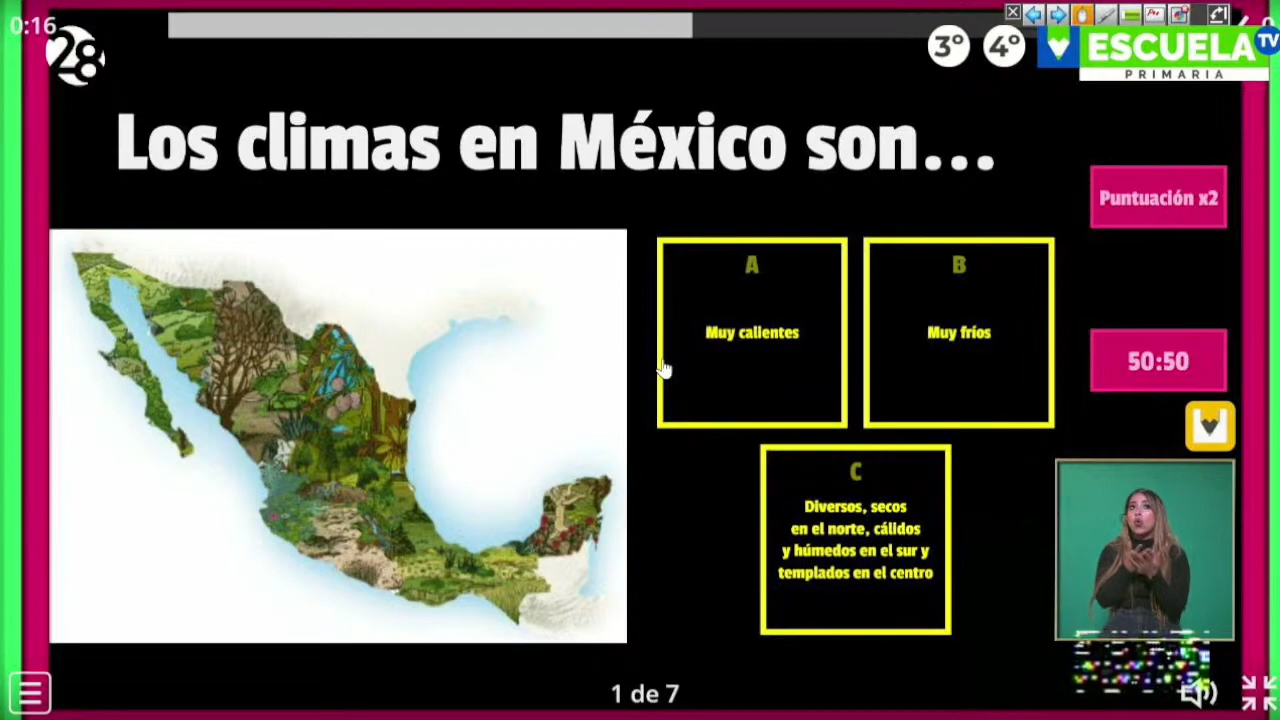 0:16
28
3°
4°
ESCUELA TV
PRIMARIA
Los climas en México son...
Puntuación x2
A
Muy calientes
B
Muy fríos
50:50
C
Diversos, secos
en el norte, cálidos
y húmedos en el sur y
templados en el centro
1 de 7